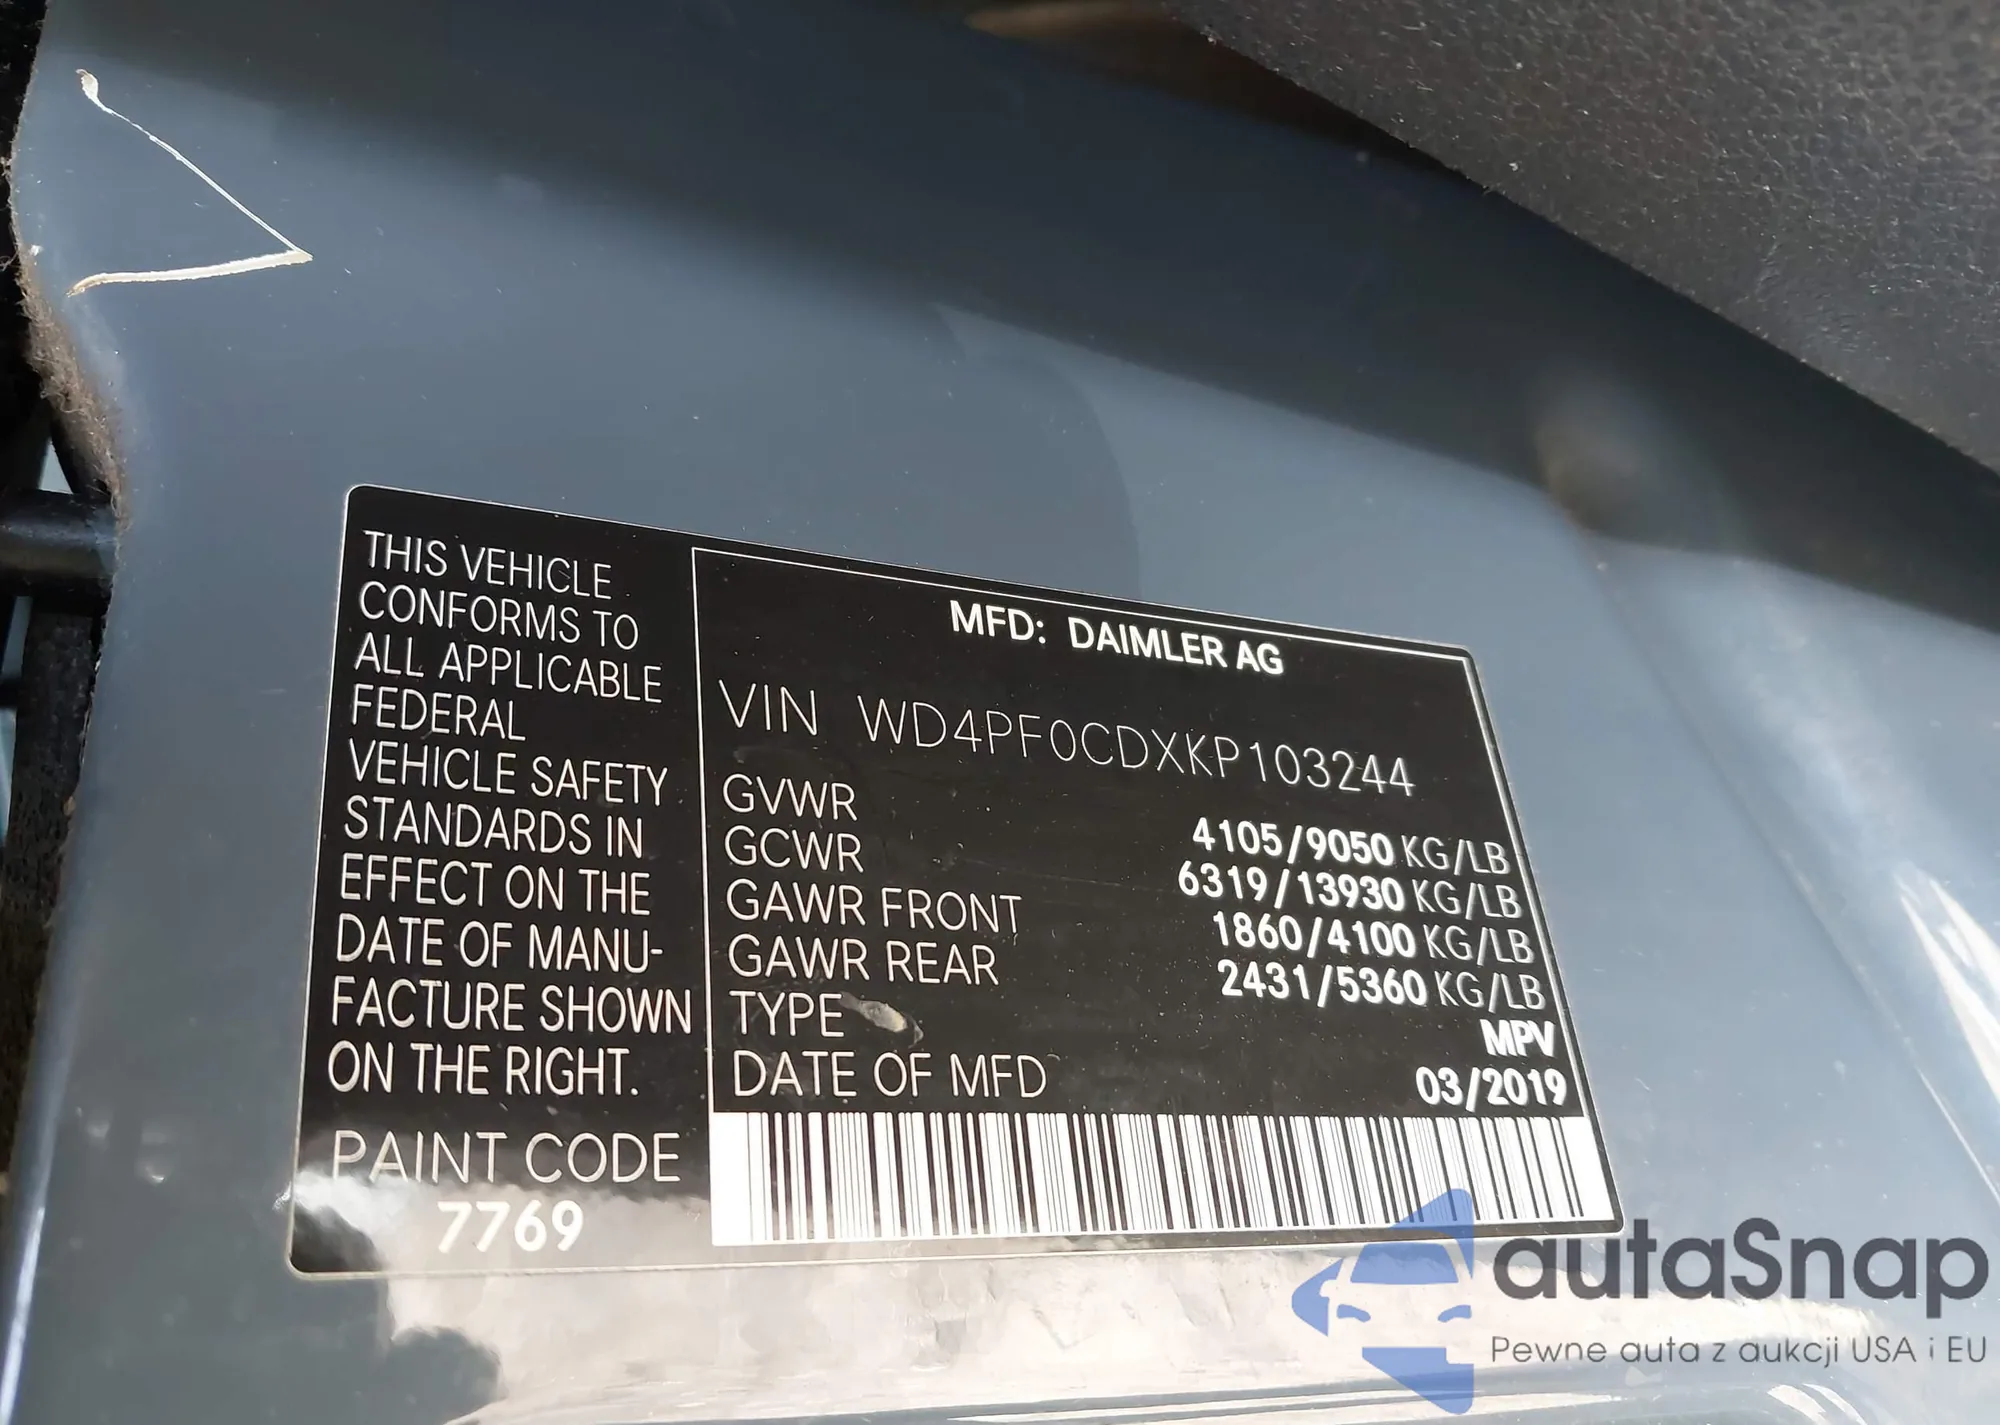 THIS VEHICLE
CONFORMS TO
ALL APPLICABLE
FEDERAL
VEHICLE SAFETY
STANDARDS IN
EFFECT ON THE
DATE OF MANU-
FACTURE SHOWN
ON THE RIGHT.
PAINT CODE
7769
MFD: DAIMLER AG
VIN WD4PF0CDXKP103244
GVWR 4105/9050 KG/LB
GCWR 6319/13930 KG/LB
GAWR FRONT 1860/4100 KG/LB
GAWR REAR 2431/5360 KG/LB
TYPE MPV
DATE OF MFD 03/2019
autaSnap
Pewne auta z aukcji USA i EU